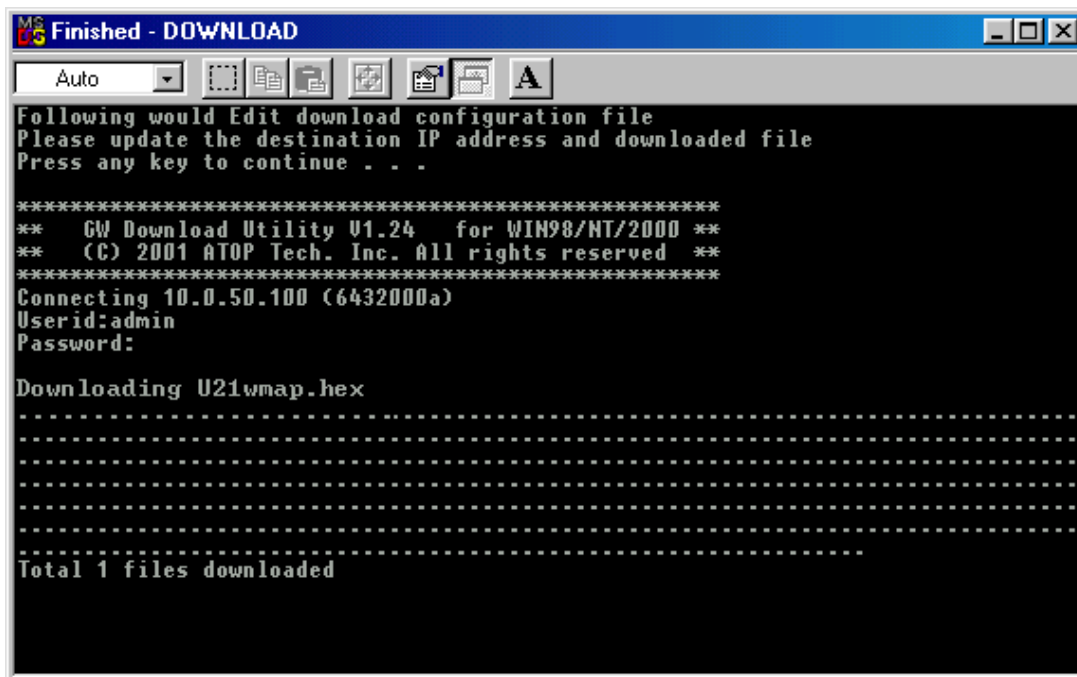 MS DOS Finished - DOWNLOAD
Auto A
Following would Edit download configuration file
Please update the destination IP address and downloaded file
Press any key to continue . . .
*****************************************************
**   GW Download Utility V1.24   for WIN98/NT/2000 **
**   (C) 2001 ATOP Tech. Inc. All rights reserved  **
*****************************************************
Connecting 10.0.50.100 (6432000a)
Userid:admin
Password:
Downloading U21wmap.hex
................................................................................
................................................................................
................................................................................
................................................................................
................................................................................
................................................................................
................................................................
Total 1 files downloaded